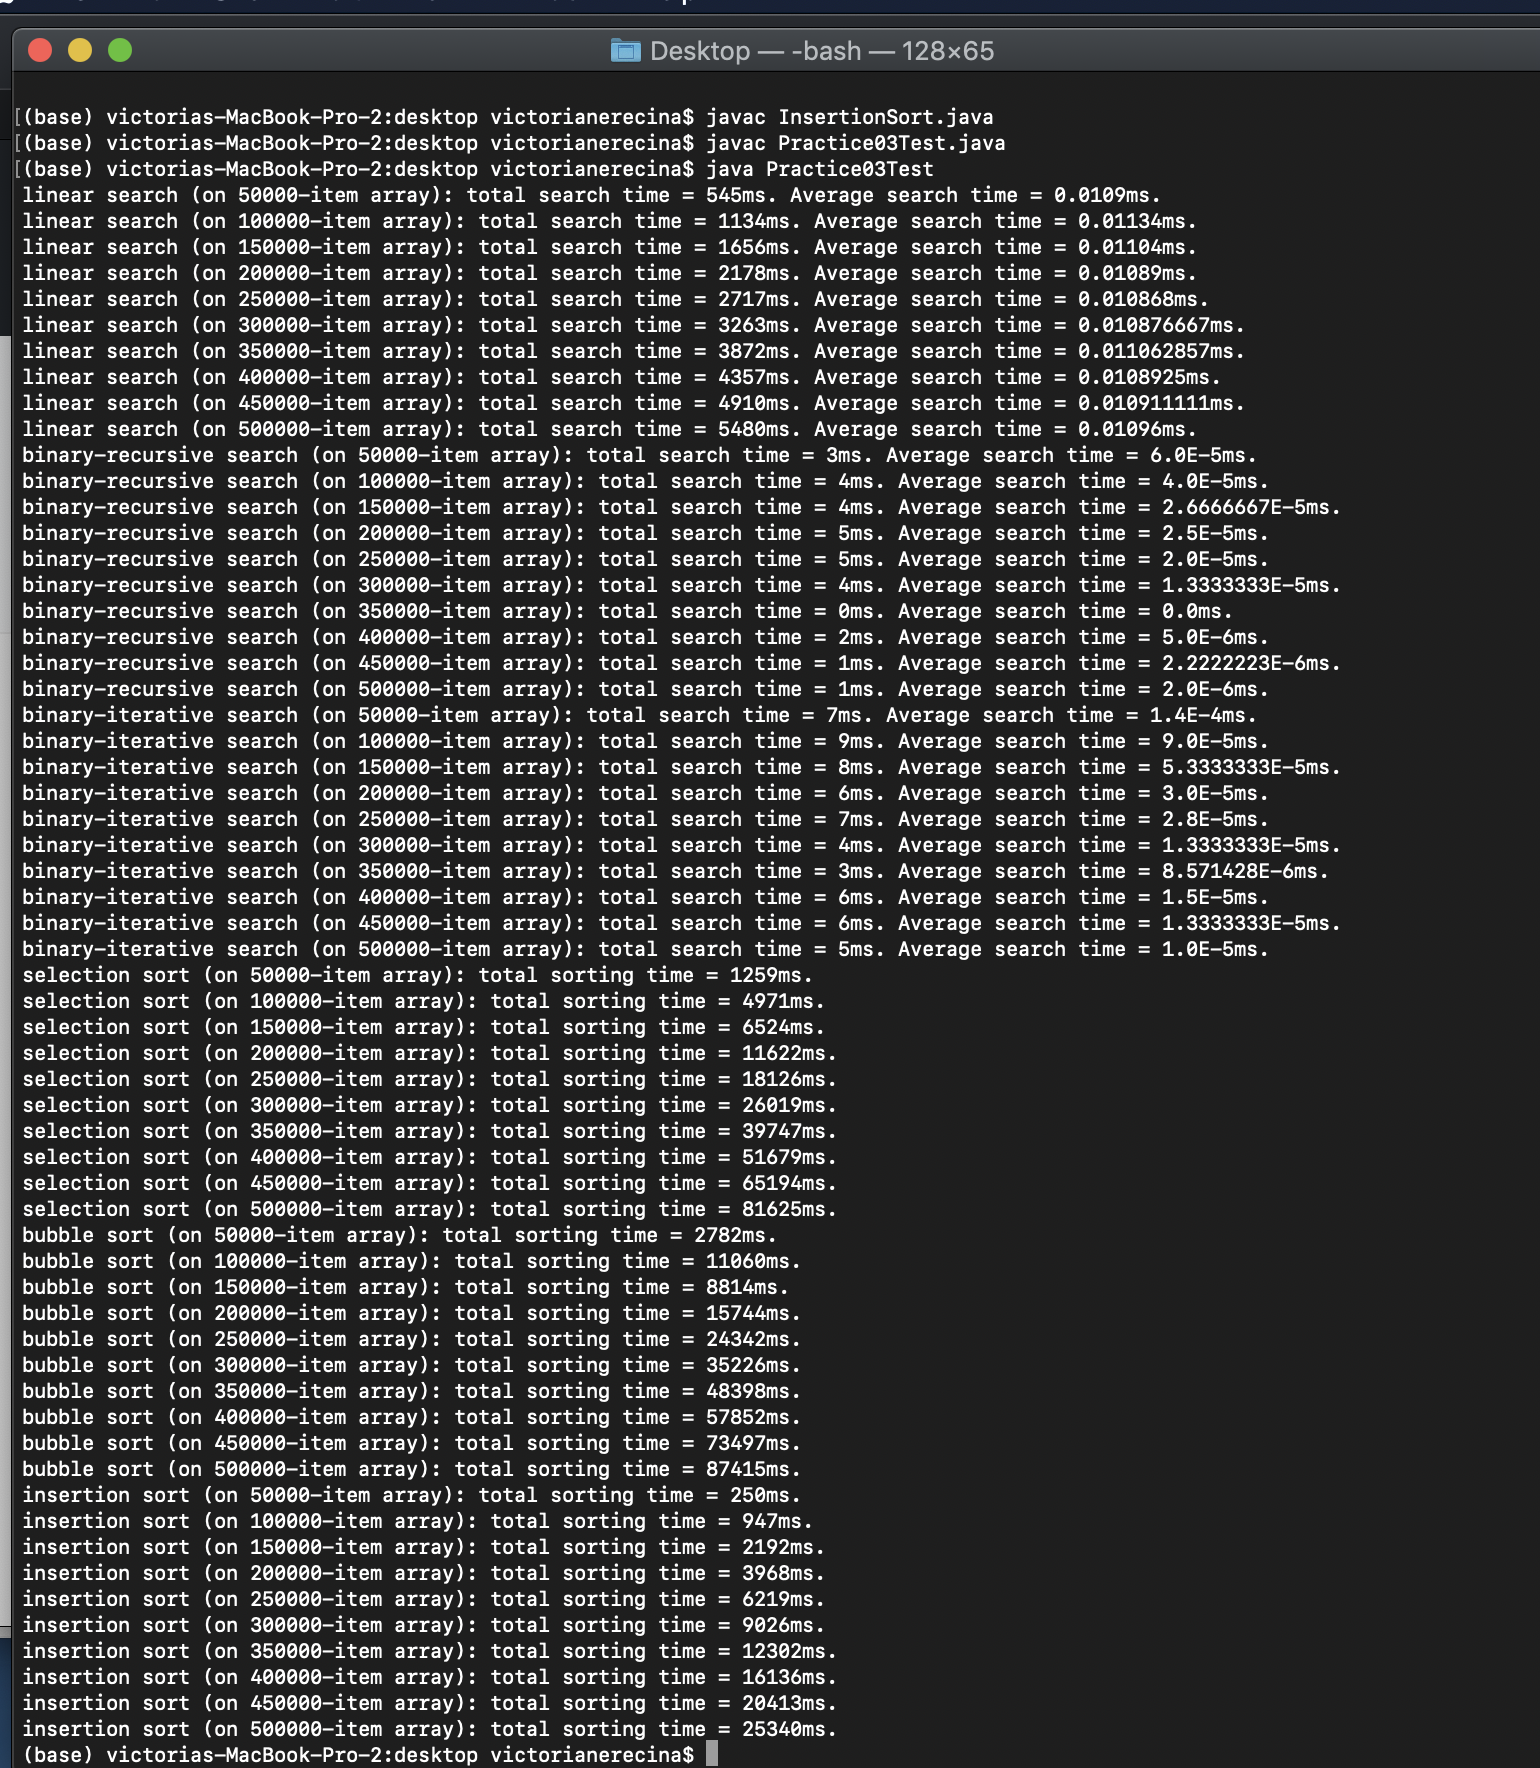 Desktop — -bash — 128×65
[(base) victorias-MacBook-Pro-2:desktop victorianerecina$ javac InsertionSort.java
[(base) victorias-MacBook-Pro-2:desktop victorianerecina$ javac Practice03Test.java
[(base) victorias-MacBook-Pro-2:desktop victorianerecina$ java Practice03Test
linear search (on 50000-item array): total search time = 545ms. Average search time = 0.0109ms.
linear search (on 100000-item array): total search time = 1134ms. Average search time = 0.01134ms.
linear search (on 150000-item array): total search time = 1656ms. Average search time = 0.01104ms.
linear search (on 200000-item array): total search time = 2178ms. Average search time = 0.01089ms.
linear search (on 250000-item array): total search time = 2717ms. Average search time = 0.010868ms.
linear search (on 300000-item array): total search time = 3263ms. Average search time = 0.010876667ms.
linear search (on 350000-item array): total search time = 3872ms. Average search time = 0.011062857ms.
linear search (on 400000-item array): total search time = 4357ms. Average search time = 0.0108925ms.
linear search (on 450000-item array): total search time = 4910ms. Average search time = 0.010911111ms.
linear search (on 500000-item array): total search time = 5480ms. Average search time = 0.01096ms.
binary-recursive search (on 50000-item array): total search time = 3ms. Average search time = 6.0E-5ms.
binary-recursive search (on 100000-item array): total search time = 4ms. Average search time = 4.0E-5ms.
binary-recursive search (on 150000-item array): total search time = 4ms. Average search time = 2.6666667E-5ms.
binary-recursive search (on 200000-item array): total search time = 5ms. Average search time = 2.5E-5ms.
binary-recursive search (on 250000-item array): total search time = 5ms. Average search time = 2.0E-5ms.
binary-recursive search (on 300000-item array): total search time = 4ms. Average search time = 1.3333333E-5ms.
binary-recursive search (on 350000-item array): total search time = 0ms. Average search time = 0.0ms.
binary-recursive search (on 400000-item array): total search time = 2ms. Average search time = 5.0E-6ms.
binary-recursive search (on 450000-item array): total search time = 1ms. Average search time = 2.2222223E-6ms.
binary-recursive search (on 500000-item array): total search time = 1ms. Average search time = 2.0E-6ms.
binary-iterative search (on 50000-item array): total search time = 7ms. Average search time = 1.4E-4ms.
binary-iterative search (on 100000-item array): total search time = 9ms. Average search time = 9.0E-5ms.
binary-iterative search (on 150000-item array): total search time = 8ms. Average search time = 5.3333333E-5ms.
binary-iterative search (on 200000-item array): total search time = 6ms. Average search time = 3.0E-5ms.
binary-iterative search (on 250000-item array): total search time = 7ms. Average search time = 2.8E-5ms.
binary-iterative search (on 300000-item array): total search time = 4ms. Average search time = 1.3333333E-5ms.
binary-iterative search (on 350000-item array): total search time = 3ms. Average search time = 8.571428E-6ms.
binary-iterative search (on 400000-item array): total search time = 6ms. Average search time = 1.5E-5ms.
binary-iterative search (on 450000-item array): total search time = 6ms. Average search time = 1.3333333E-5ms.
binary-iterative search (on 500000-item array): total search time = 5ms. Average search time = 1.0E-5ms.
selection sort (on 50000-item array): total sorting time = 1259ms.
selection sort (on 100000-item array): total sorting time = 4971ms.
selection sort (on 150000-item array): total sorting time = 6524ms.
selection sort (on 200000-item array): total sorting time = 11622ms.
selection sort (on 250000-item array): total sorting time = 18126ms.
selection sort (on 300000-item array): total sorting time = 26019ms.
selection sort (on 350000-item array): total sorting time = 39747ms.
selection sort (on 400000-item array): total sorting time = 51679ms.
selection sort (on 450000-item array): total sorting time = 65194ms.
selection sort (on 500000-item array): total sorting time = 81625ms.
bubble sort (on 50000-item array): total sorting time = 2782ms.
bubble sort (on 100000-item array): total sorting time = 11060ms.
bubble sort (on 150000-item array): total sorting time = 8814ms.
bubble sort (on 200000-item array): total sorting time = 15744ms.
bubble sort (on 250000-item array): total sorting time = 24342ms.
bubble sort (on 300000-item array): total sorting time = 35226ms.
bubble sort (on 350000-item array): total sorting time = 48398ms.
bubble sort (on 400000-item array): total sorting time = 57852ms.
bubble sort (on 450000-item array): total sorting time = 73497ms.
bubble sort (on 500000-item array): total sorting time = 87415ms.
insertion sort (on 50000-item array): total sorting time = 250ms.
insertion sort (on 100000-item array): total sorting time = 947ms.
insertion sort (on 150000-item array): total sorting time = 2192ms.
insertion sort (on 200000-item array): total sorting time = 3968ms.
insertion sort (on 250000-item array): total sorting time = 6219ms.
insertion sort (on 300000-item array): total sorting time = 9026ms.
insertion sort (on 350000-item array): total sorting time = 12302ms.
insertion sort (on 400000-item array): total sorting time = 16136ms.
insertion sort (on 450000-item array): total sorting time = 20413ms.
insertion sort (on 500000-item array): total sorting time = 25340ms.
(base) victorias-MacBook-Pro-2:desktop victorianerecina$